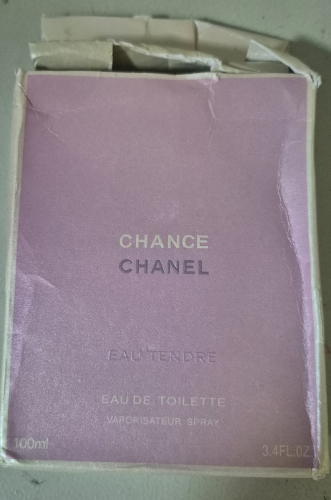 CHANCE
CHANEL
EAU TENDRE
EAU DE TOILETTE
VAPORISATEUR SPRAY
100ml
3.4FL.OZ